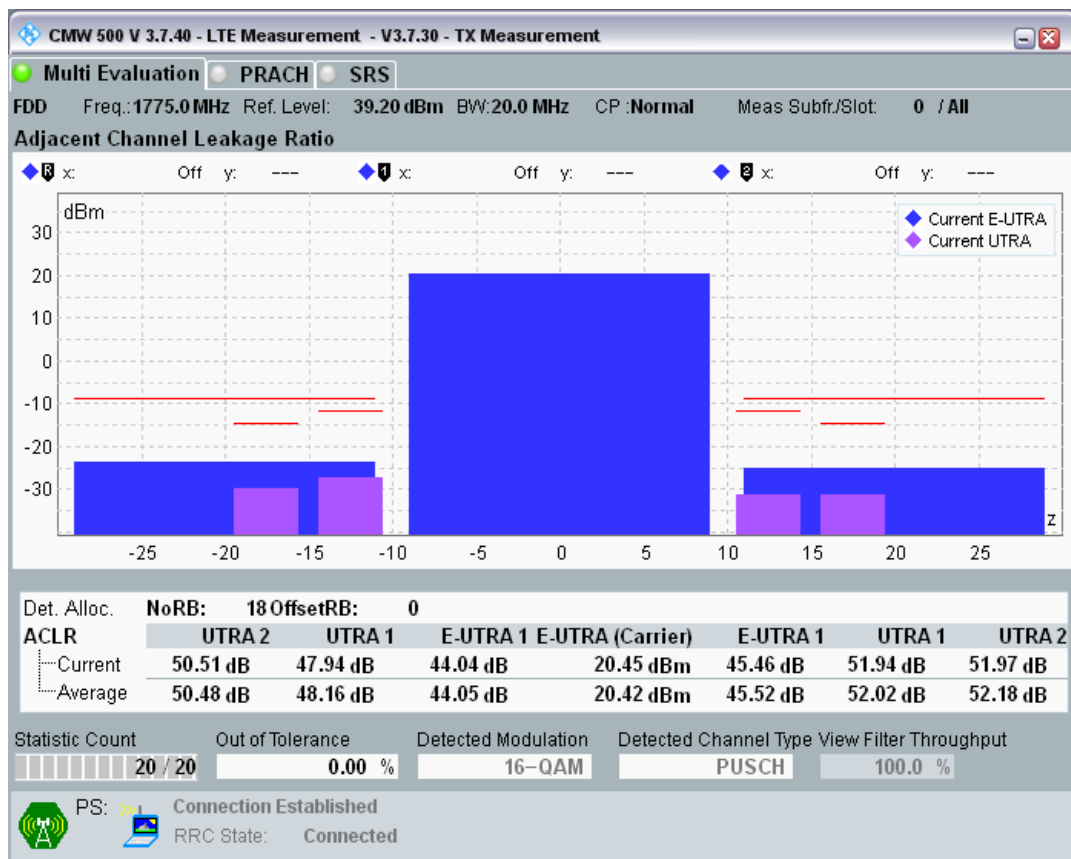 CMW 500 V 3.7.40 - LTE Measurement - V3.7.30 - TX Measurement
Multi Evaluation PRACH SRS
FDD Freq.:1775.0 MHz Ref. Level: 39.20 dBm BW:20.0 MHz CP :Normal Meas Subfr./Slot: 0 / All
Adjacent Channel Leakage Ratio
R x: Off y: --- 1 x: Off y: --- 2 x: Off y: ---
dBm
Current E-UTRA
Current UTRA
30
20
10
0
-10
-20
-30
z
-25 -20 -15 -10 -5 0 5 10 15 20 25
Det. Alloc. NoRB: 18 OffsetRB: 0
ACLR UTRA 2 UTRA 1 E-UTRA 1 E-UTRA (Carrier) E-UTRA 1 UTRA 1 UTRA 2
Current 50.51 dB 47.94 dB 44.04 dB 20.45 dBm 45.46 dB 51.94 dB 51.97 dB
Average 50.48 dB 48.16 dB 44.05 dB 20.42 dBm 45.52 dB 52.02 dB 52.18 dB
Statistic Count Out of Tolerance Detected Modulation Detected Channel Type View Filter Throughput
20 / 20 0.00 % 16-QAM PUSCH 100.0 %
PS: Connection Established
RRC State: Connected